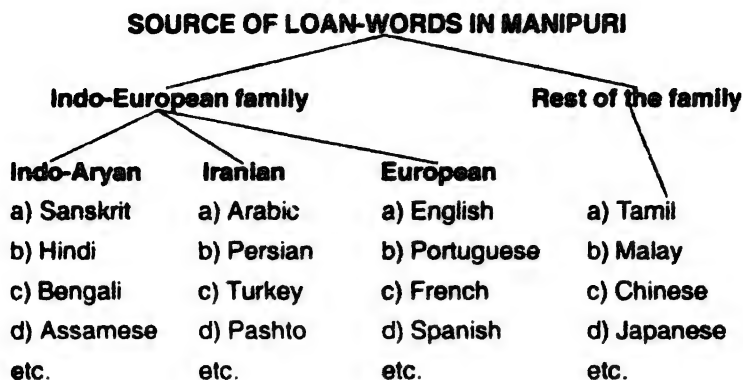 SOURCE OF LOAN-WORDS IN MANIPURI
Indo-European family Rest of the family
Indo-Aryan Iranian European
a) Sanskrit a) Arabic a) English a) Tamil
b) Hindi b) Persian b) Portuguese b) Malay
c) Bengali c) Turkey c) French c) Chinese
d) Assamese d) Pashto d) Spanish d) Japanese
etc. etc. etc. etc.